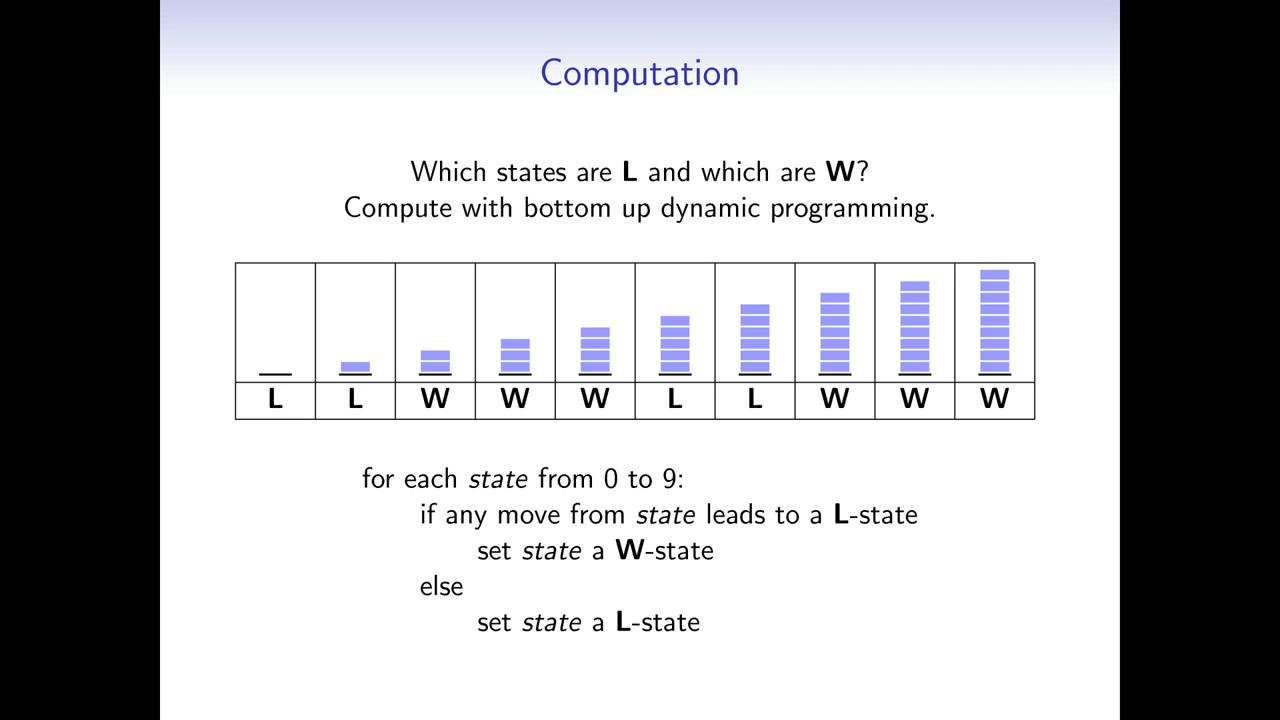 Computation
Which states are L and which are W?
Compute with bottom up dynamic programming.
L L W W W L L W W W
for each state from 0 to 9:
if any move from state leads to a L-state
set state a W-state
else
set state a L-state